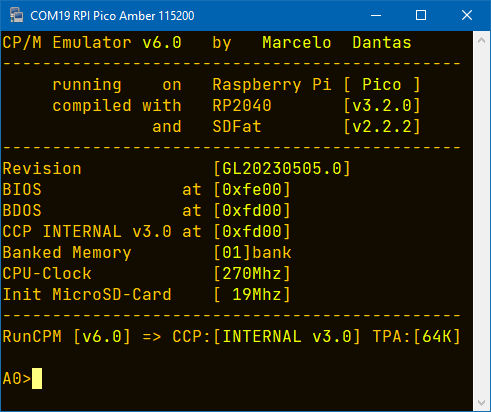 COM19 RPI Pico Amber 115200
CP/M Emulator v6.0   by   Marcelo  Dantas
----------------------------------------------
     running    on   Raspberry Pi [ Pico ]
     compiled with   RP2040       [v3.2.0]
               and   SDFat        [v2.2.2]
----------------------------------------------
Revision             [GL20230505.0]
BIOS              at [0xfe00]
BDOS              at [0xfd00]
CCP INTERNAL v3.0 at [0xfd00]
Banked Memory        [01]bank
CPU-Clock            [270Mhz]
Init MicroSD-Card    [ 19Mhz]
----------------------------------------------
RunCPM [v6.0] => CCP:[INTERNAL v3.0] TPA:[64K]
A0>